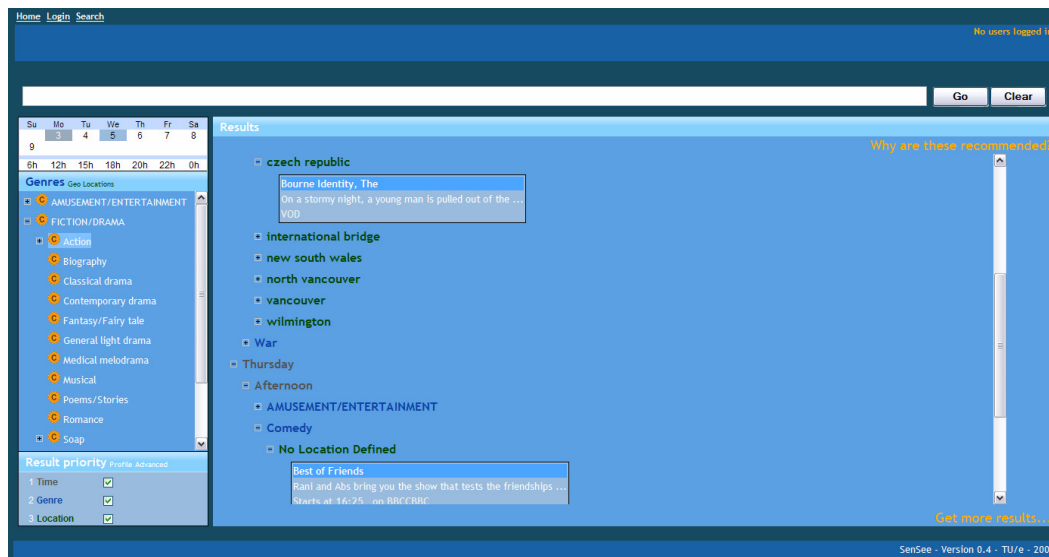 Home Login Search
No users logged in
Go Clear
Su Mo Tu We Th Fr Sa
3 4 5 6 7 8
9
6h 12h 15h 18h 20h 22h 0h
Genres Geo Locations
C AMUSEMENT/ENTERTAINMENT
C FICTION/DRAMA
C Action
C Biography
C Classical drama
C Contemporary drama
C Fantasy/Fairy tale
C General light drama
C Medical melodrama
C Musical
C Poems/Stories
C Romance
C Soap
Result priority Profile Advanced
1 Time
2 Genre
3 Location
Results
Why are these recommended?
czech republic
Bourne Identity, The
On a stormy night, a young man is pulled out of the ...
VOD
international bridge
new south wales
north vancouver
vancouver
wilmington
War
Thursday
Afternoon
AMUSEMENT/ENTERTAINMENT
Comedy
No Location Defined
Best of Friends
Rani and Abs bring you the show that tests the friendships ...
Starts at 16:25 on BBCCBBC
Get more results...
SenSee - Version 0.4 - TU/e - 200